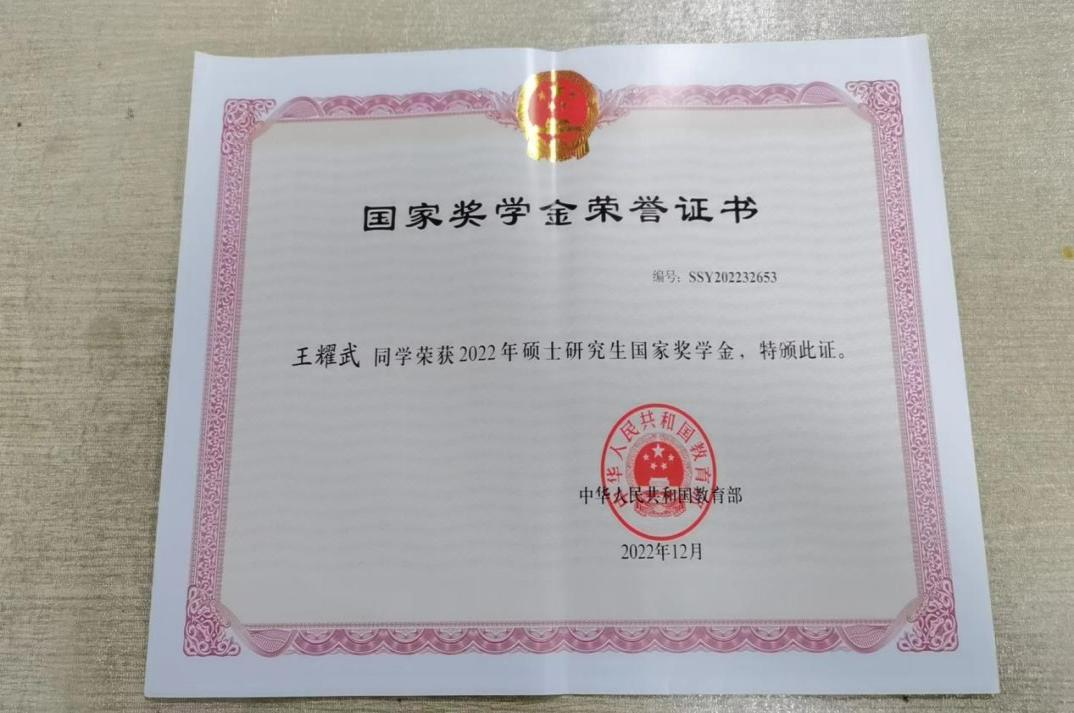 国家奖学金荣誉证书
编号：SSY202232653
王耀武 同学荣获2022年硕士研究生国家奖学金，特颁此证。
中华人民共和国教育部
中华人民共和国教育部
2022年12月